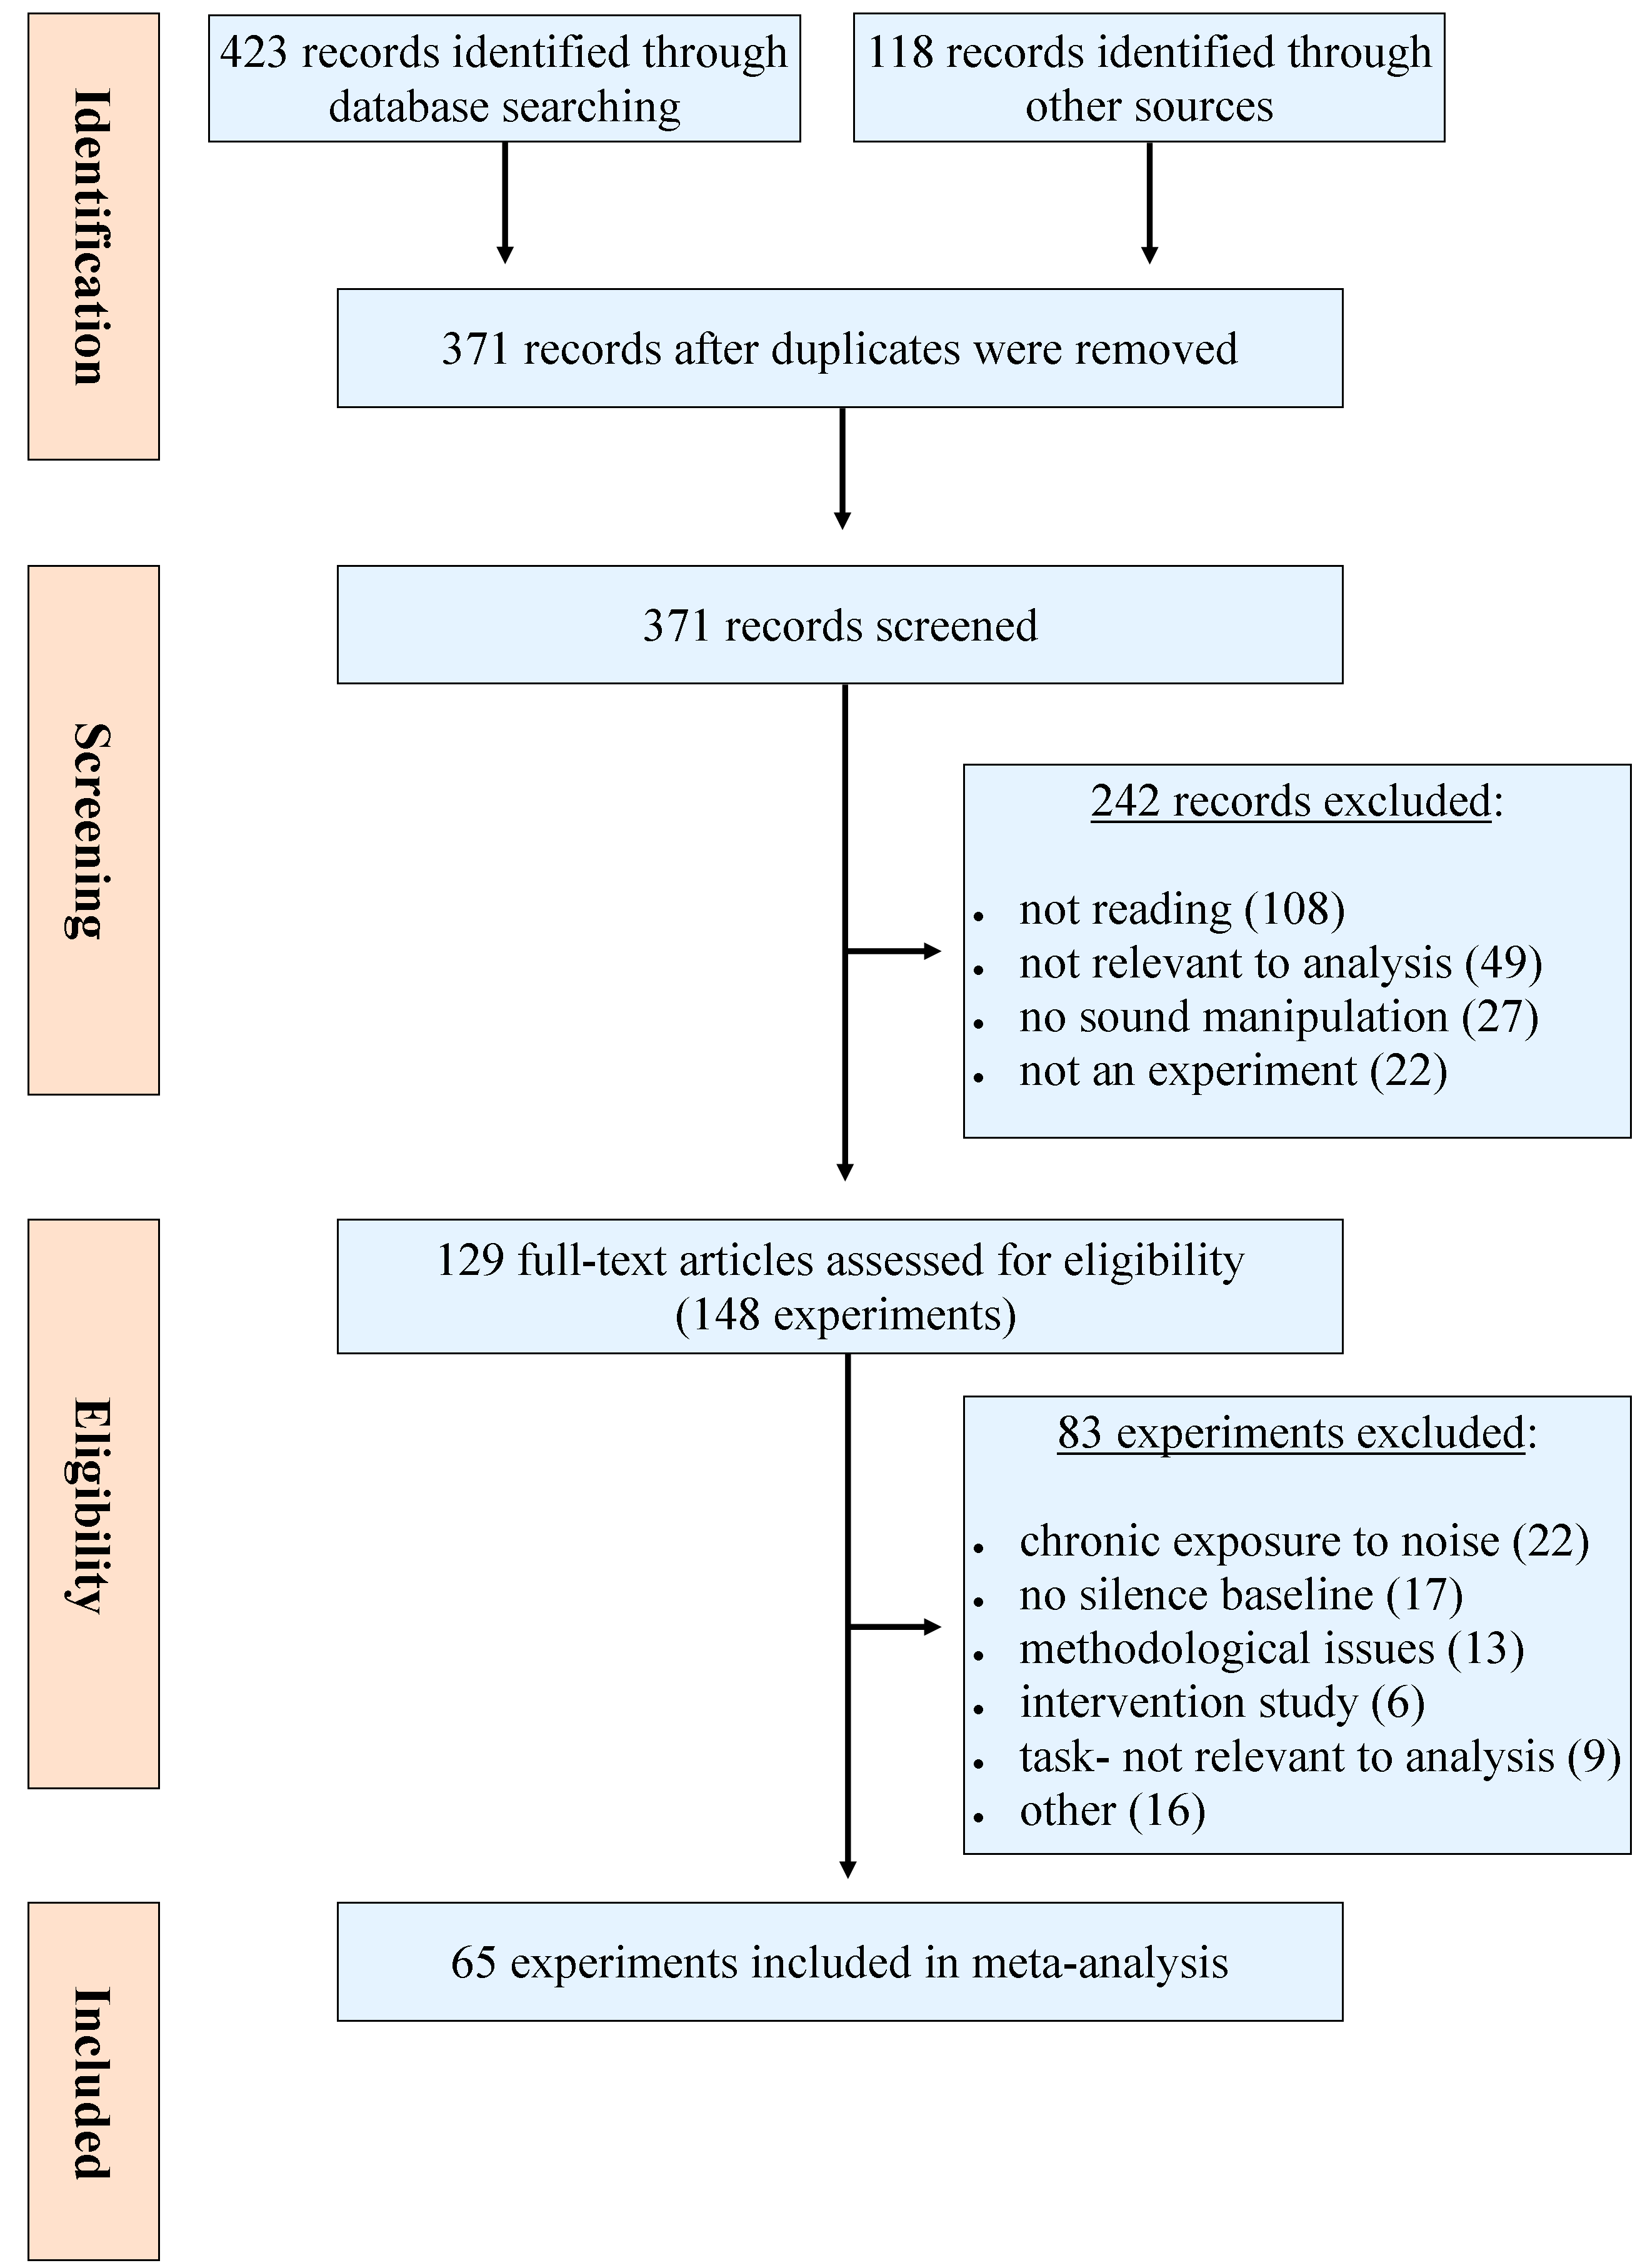 Identification
423 records identified through
database searching
118 records identified through
other sources
371 records after duplicates were removed
Screening
371 records screened
242 records excluded:
• not reading (108)
• not relevant to analysis (49)
• no sound manipulation (27)
• not an experiment (22)
Eligibility
129 full-text articles assessed for eligibility
(148 experiments)
83 experiments excluded:
• chronic exposure to noise (22)
• no silence baseline (17)
• methodological issues (13)
• intervention study (6)
• task- not relevant to analysis (9)
• other (16)
Included
65 experiments included in meta-analysis